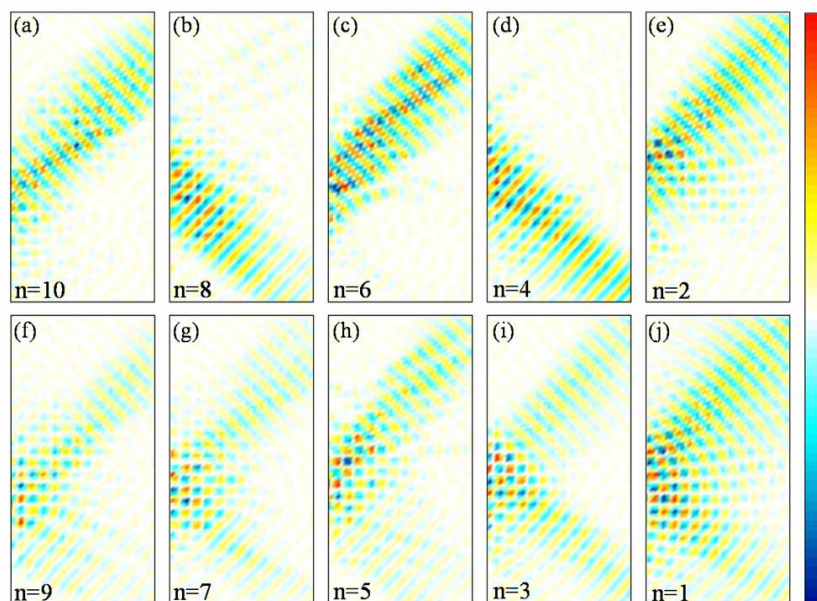 (a) (b) (c) (d) (e)
n=10 n=8 n=6 n=4 n=2
(f) (g) (h) (i) (j)
n=9 n=7 n=5 n=3 n=1